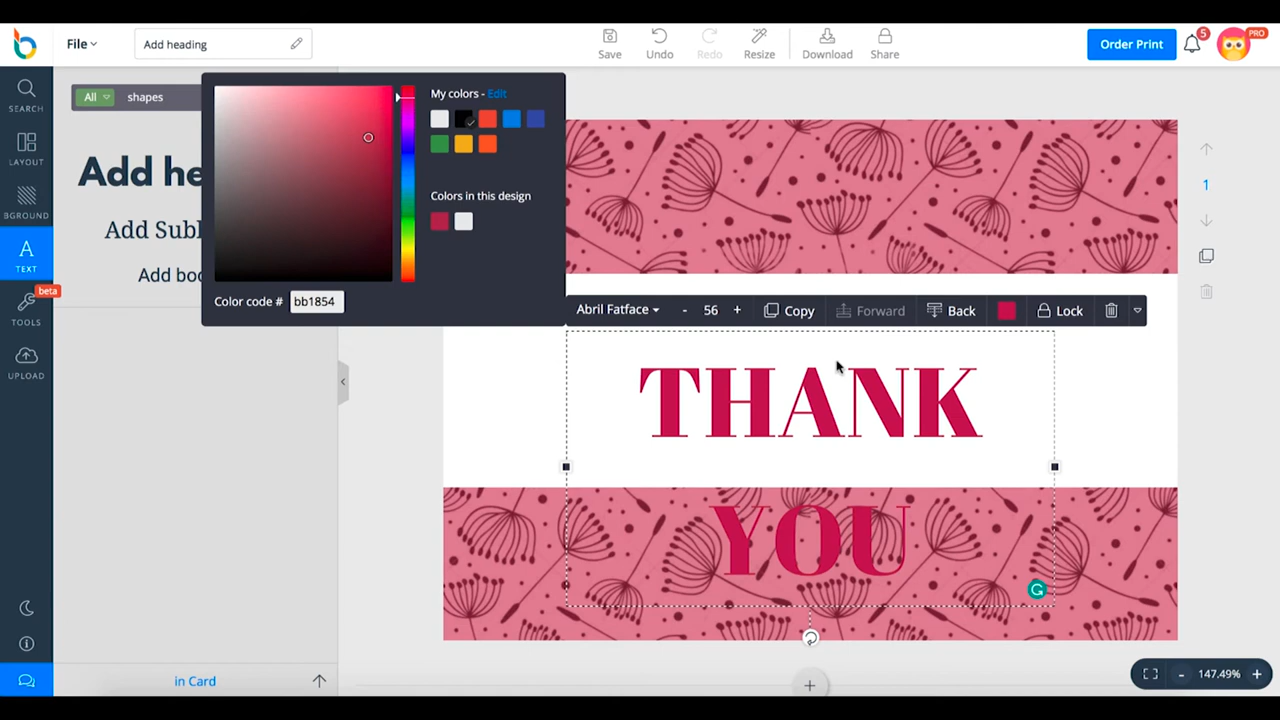 File
Add heading
Save
Undo
Redo
Resize
Download
Share
Order Print
5
PRO
SEARCH
LAYOUT
BGROUND
A
TEXT
beta
TOOLS
UPLOAD
All
shapes
Add he
Add Subl
Add boo
My colors - Edit
Colors in this design
Color code #
bb1854
Abril Fatface
- 56 +
Copy
Forward
Back
Lock
THANK
YOU
1
in Card
- 147.49% +